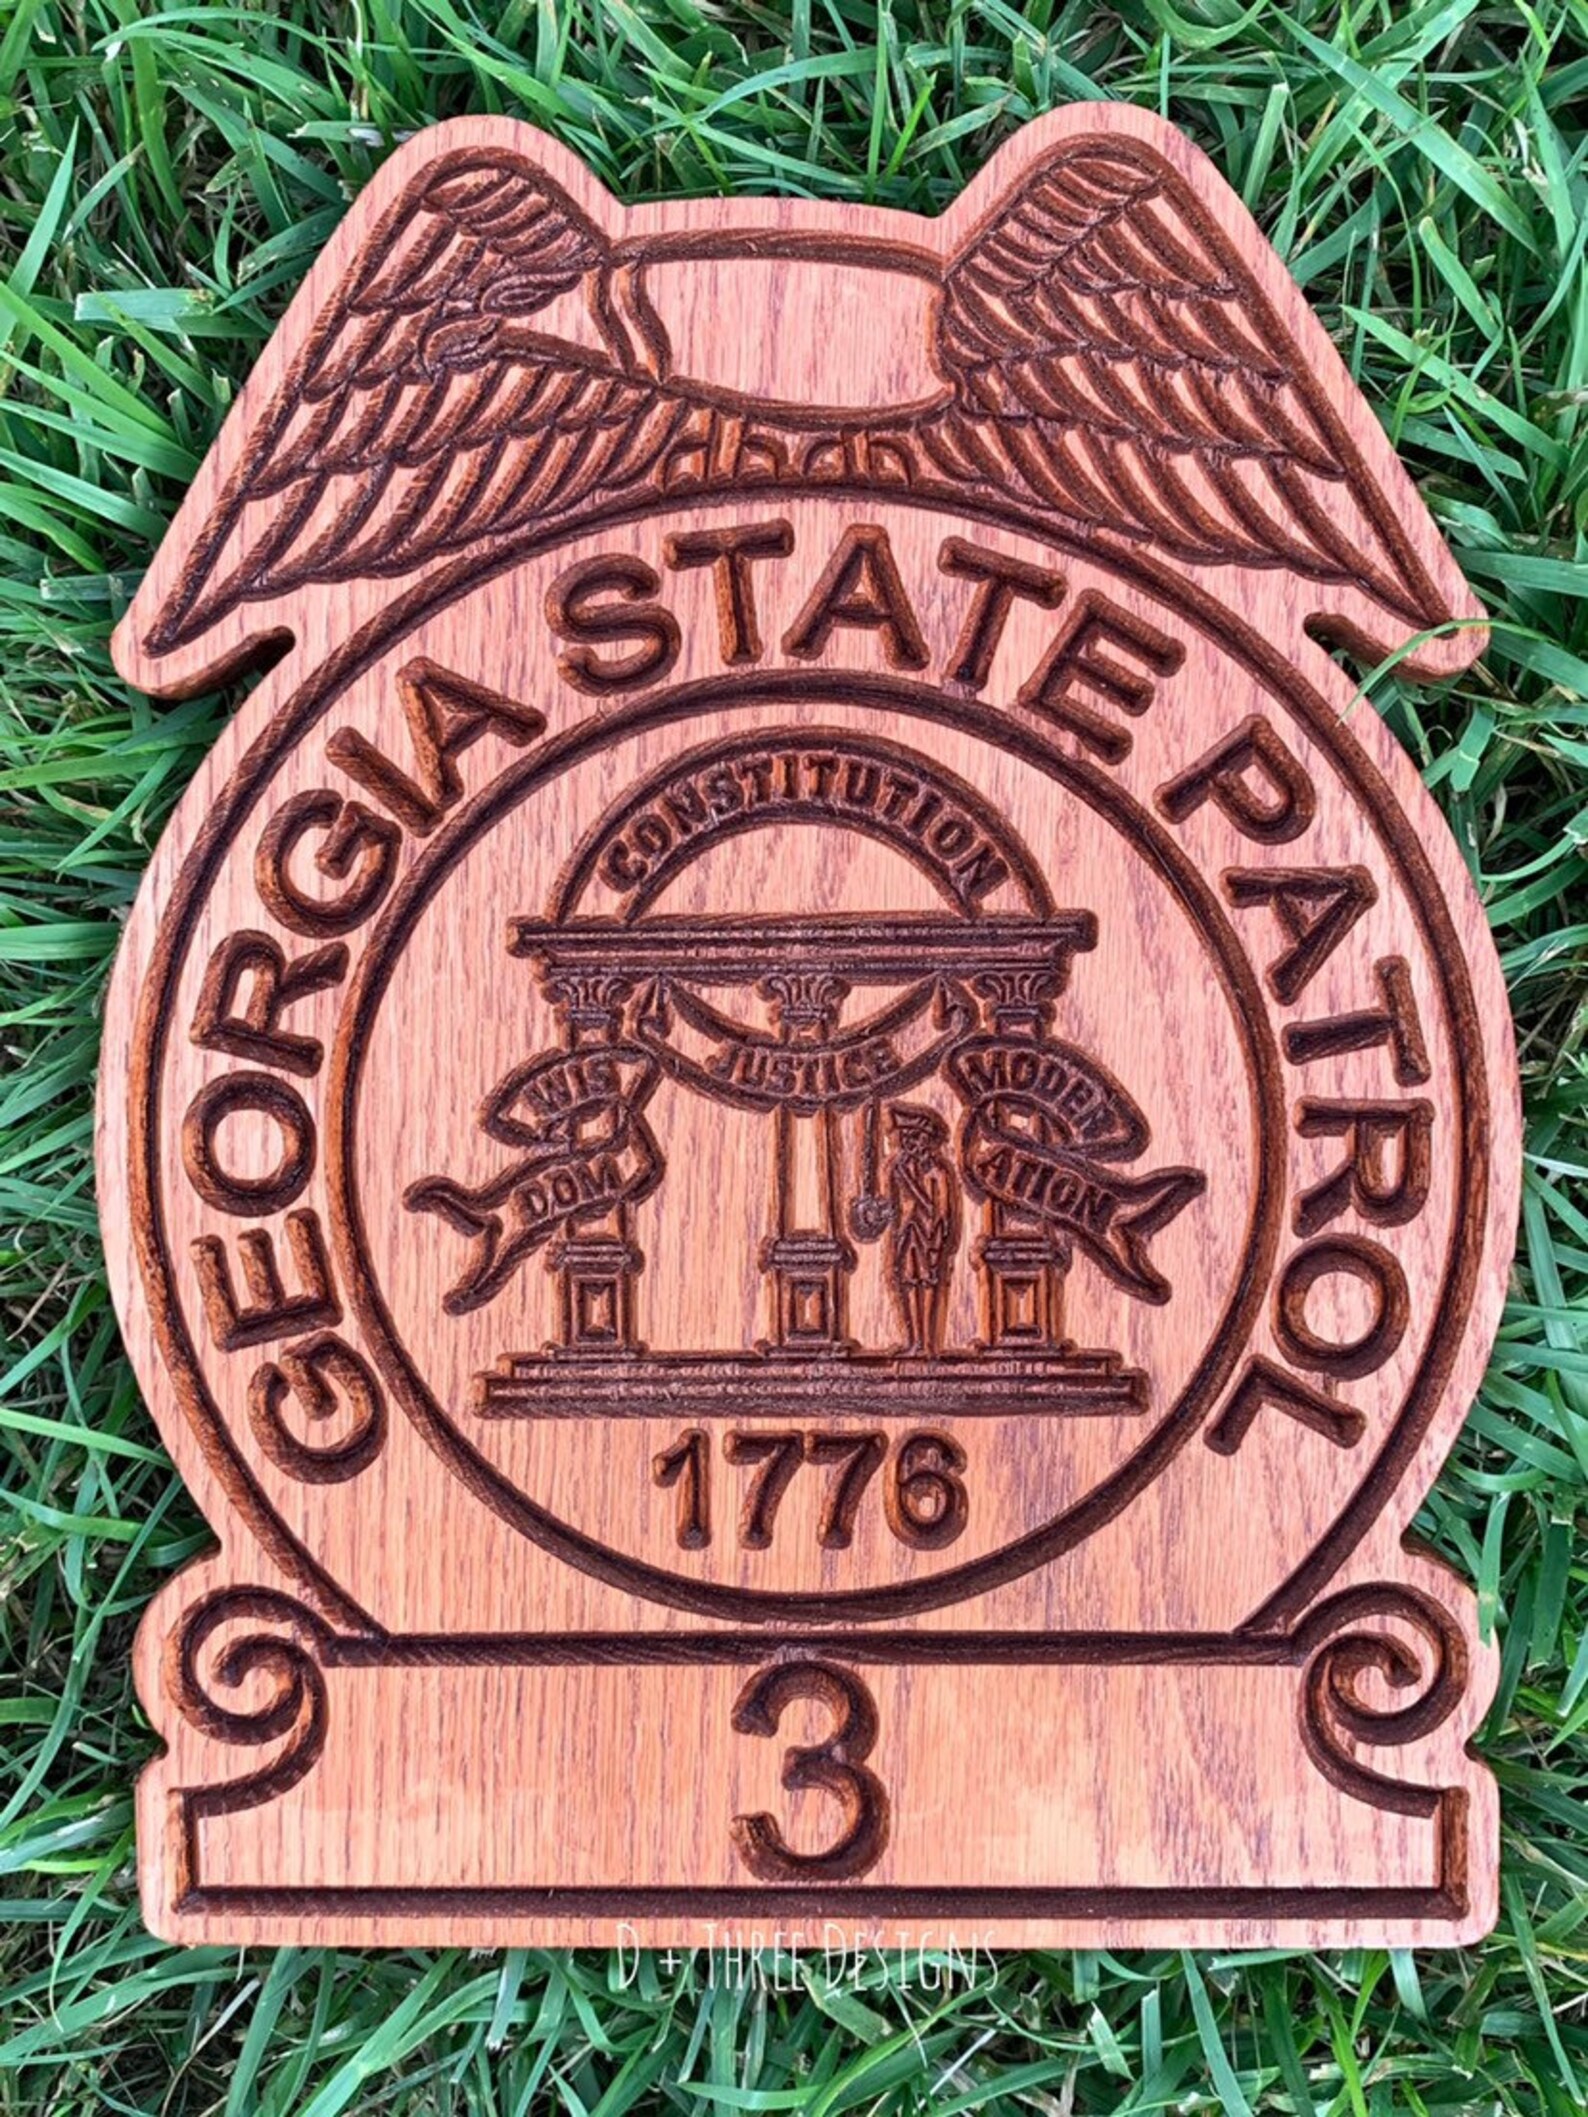 GEORGIA STATE PATROL
CONSTITUTION
JUSTICE
WIS
DOM
MODER
ATION
1776
3
D + THREE DESIGNS